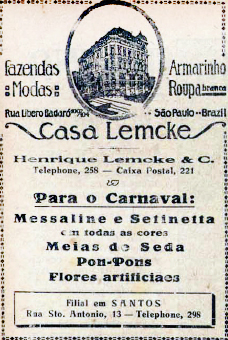 Fazendas
Modas
Armarinho
Roupa branca
Rua Libero Badaró 100-104
São Paulo - Brazil
Casa Lemcke
Henrique Lemcke & C.
Telephone, 258 — Caixa Postal, 221
Para o Carnaval:
Messaline e Setinetta
em todas as cores
Meias de Seda
Pon-Pons
Flores artificiaes
Filial em SANTOS
Rua Sto. Antonio, 13 — Telephone, 298